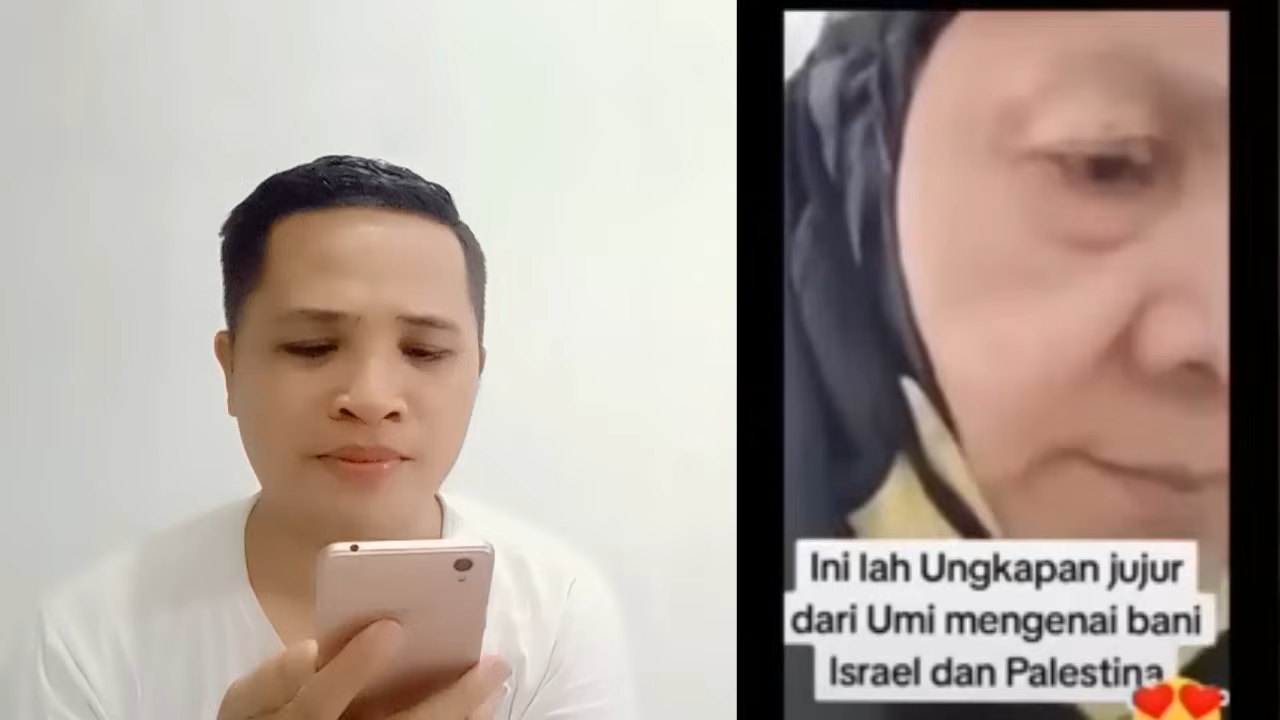 Ini lah Ungkapan jujur
dari Umi mengenai bani
Israel dan Palestina